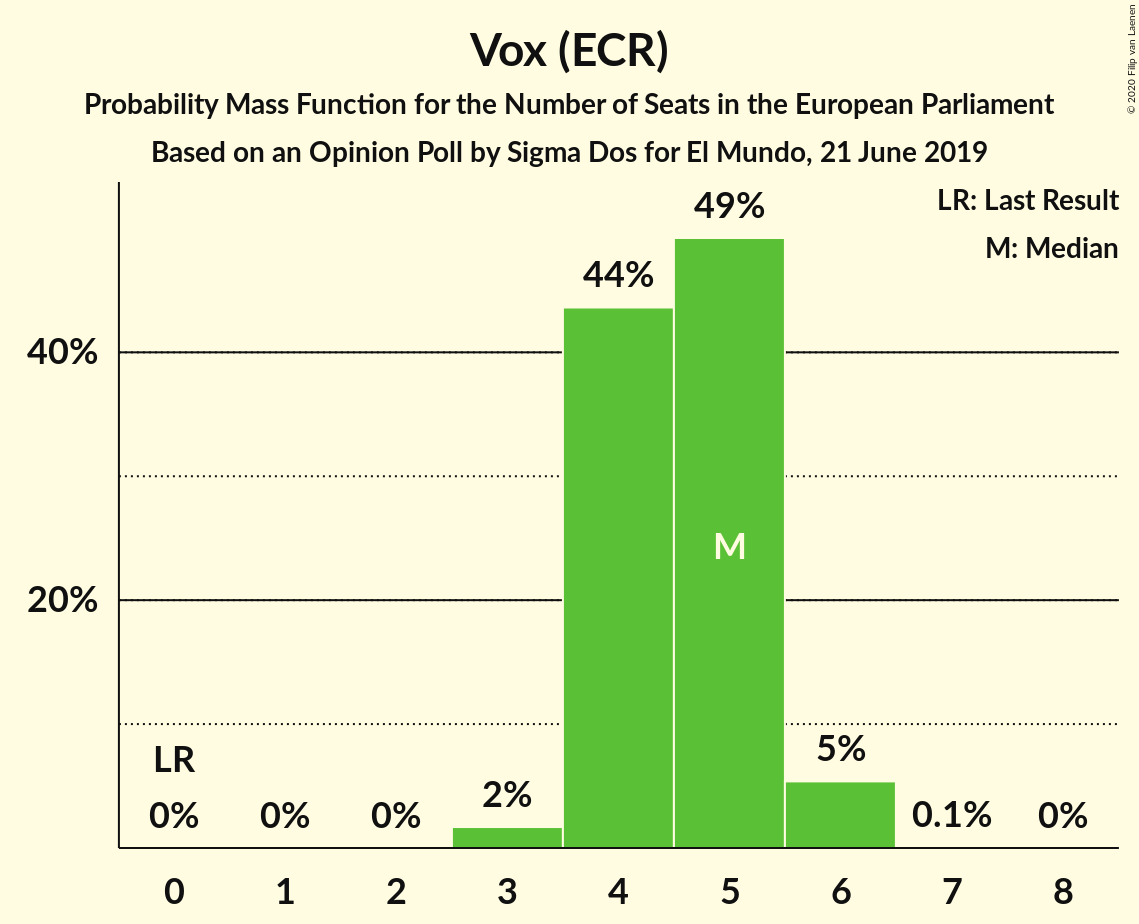 Vox (ECR)
Probability Mass Function for the Number of Seats in the European Parliament
Based on an Opinion Poll by Sigma Dos for El Mundo, 21 June 2019
© 2020 Filip van Laenen
LR: Last Result
M: Median
49%
44%
40%
M
20%
LR
5%
2%
0% 0% 0% 0.1% 0%
0 1 2 3 4 5 6 7 8